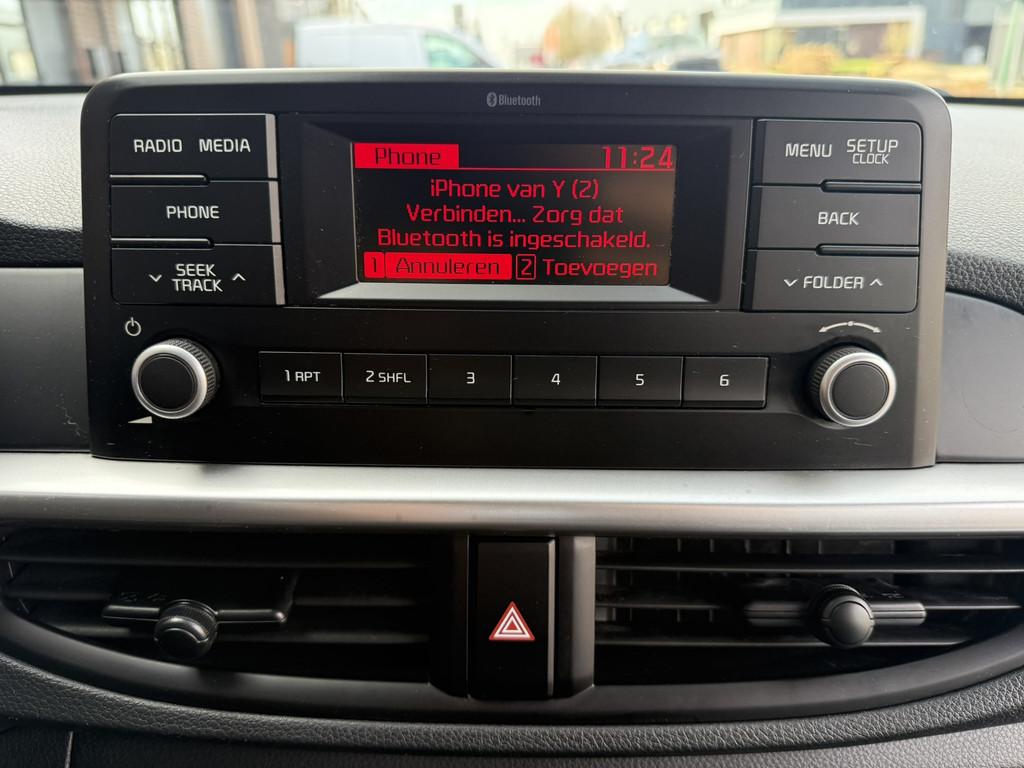 Bluetooth
RADIO MEDIA
PHONE
SEEK
TRACK
Phone 11:24
iPhone van Y (2)
Verbinden... Zorg dat
Bluetooth is ingeschakeld.
1 Annuleren 2 Toevoegen
MENU SETUP
CLOCK
BACK
FOLDER
1 RPT
2 SHFL
3
4
5
6